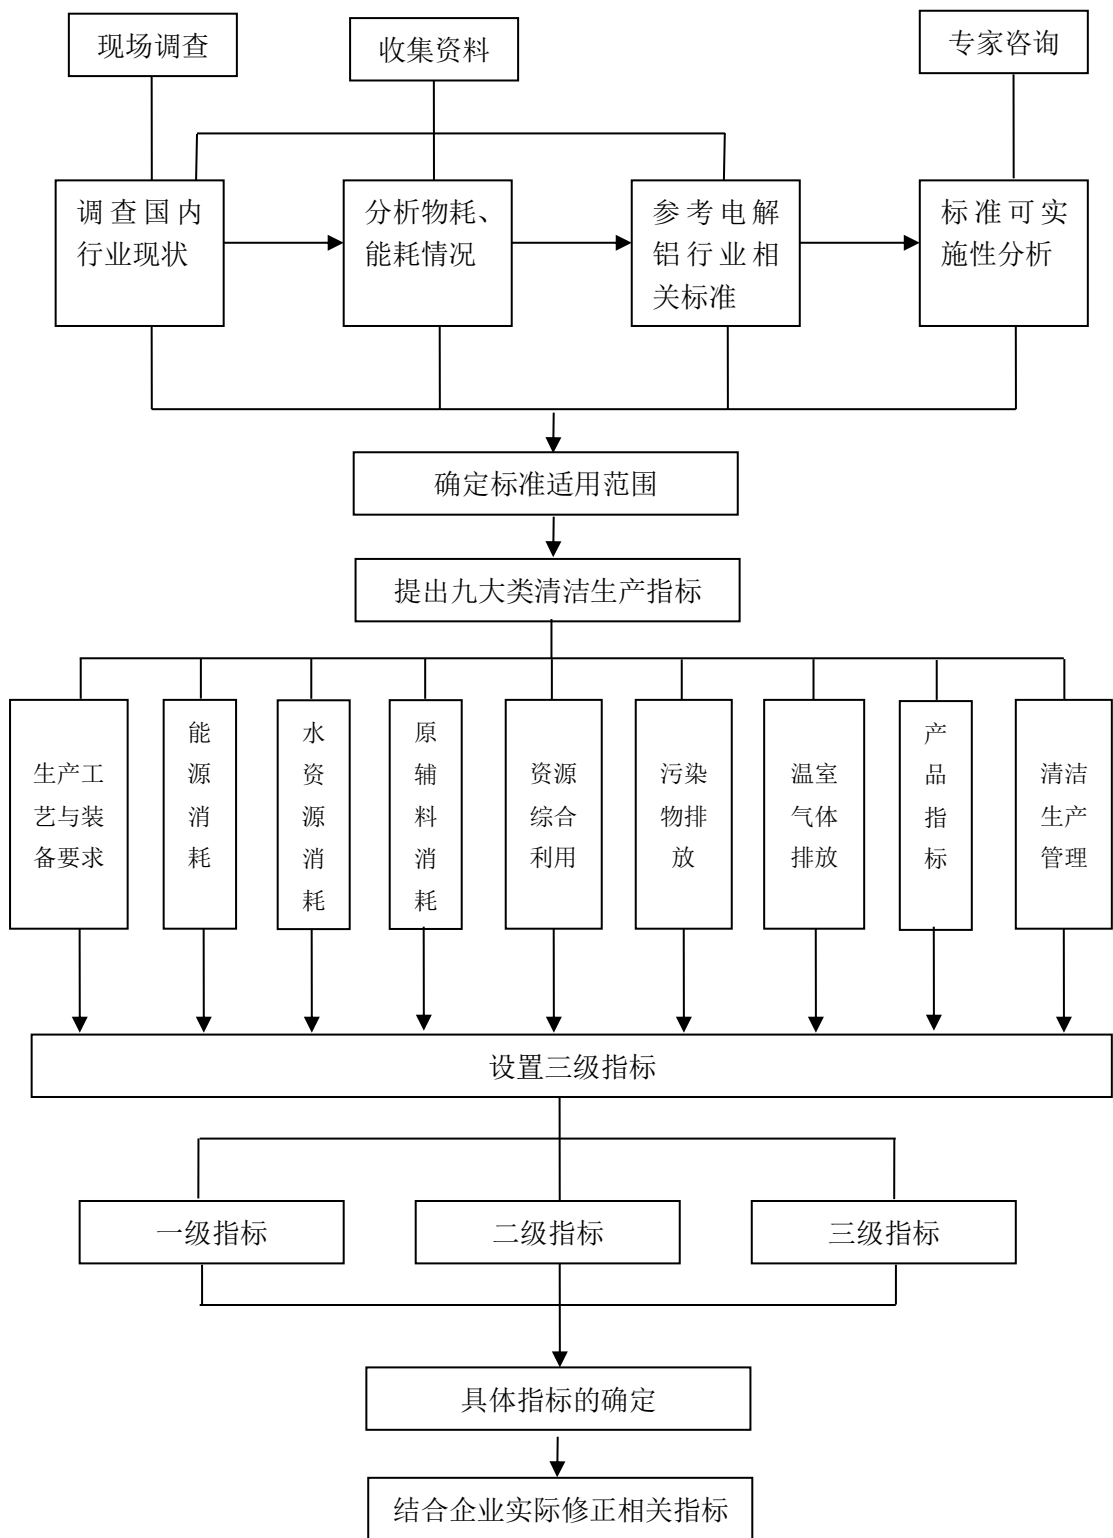 现场调查
收集资料
专家咨询
调查国内
行业现状
分析物耗、
能耗情况
参考电解
铝行业相
关标准
标准可实
施性分析
确定标准适用范围
提出九大类清洁生产指标
生产工
艺与装
备要求
能
源
消
耗
水
资
源
消
耗
原
辅
料
消
耗
资源
综合
利用
污染
物排
放
温室
气体
排放
产
品
指
标
清洁
生产
管理
设置三级指标
一级指标
二级指标
三级指标
具体指标的确定
结合企业实际修正相关指标